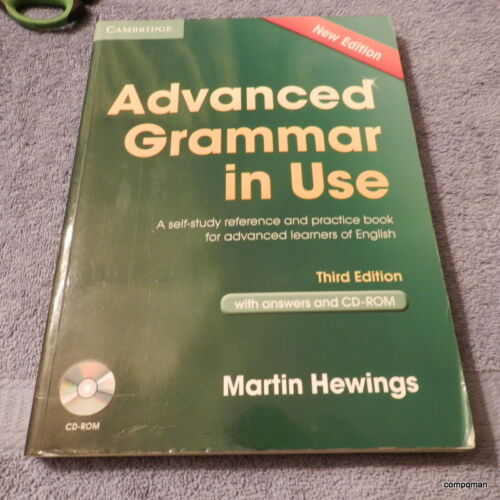 CAMBRIDGE
New Edition
Advanced
Grammar
in Use
A self-study reference and practice book
for advanced learners of English
Third Edition
with answers and CD-ROM
Martin Hewings
CD-ROM
compqman